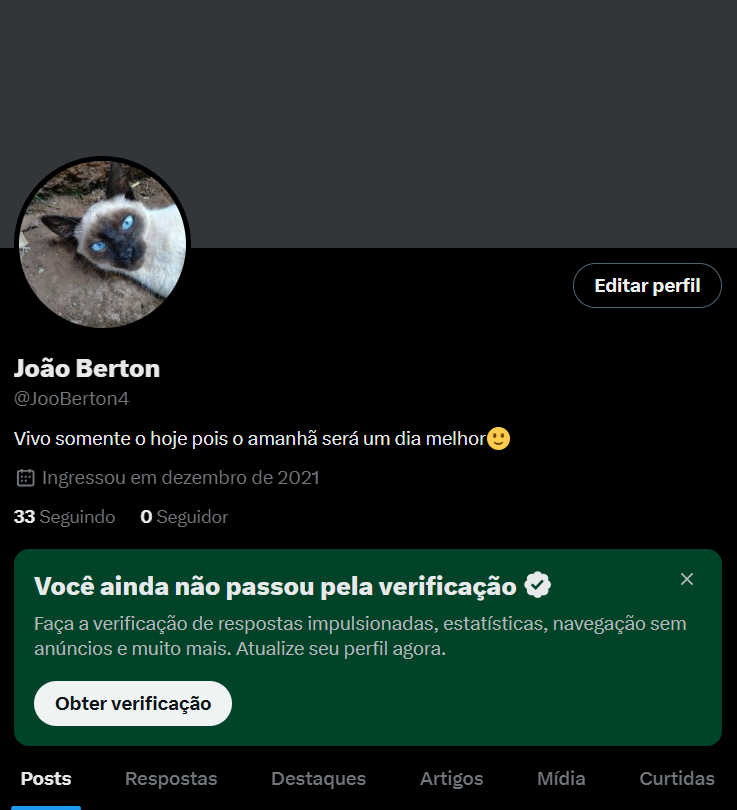 Editar perfil
João Berton
@JooBerton4
Vivo somente o hoje pois o amanhã será um dia melhor🙂
Ingressou em dezembro de 2021
33 Seguindo 0 Seguidor
Você ainda não passou pela verificação
Faça a verificação de respostas impulsionadas, estatísticas, navegação sem
anúncios e muito mais. Atualize seu perfil agora.
Obter verificação
Posts Respostas Destaques Artigos Mídia Curtidas